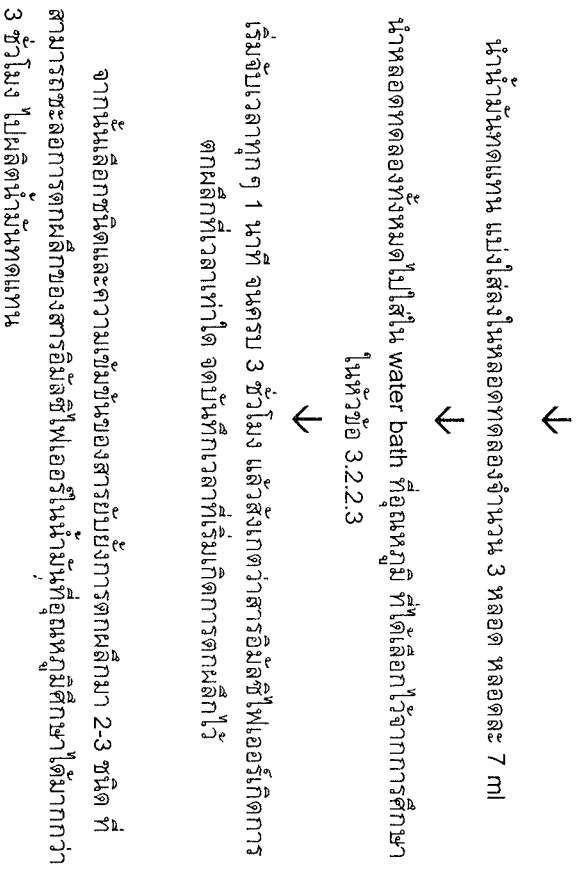 ↓
นำน้ำมันทดแทน แบ่งใส่ลงในหลอดทดลองจำนวน 3 หลอด หลอดละ 7 ml
↓
นำหลอดทดลองทั้งหมดไปใส่ใน water bath ที่อุณหภูมิ ที่ได้เลือกไว้จากการศึกษา
ในหัวข้อ 3.2.2.3
↓
เริ่มจับเวลาทุกๆ 1 นาที จนครบ 3 ชั่วโมง แล้วสังเกตว่าสารอิมัลซิไฟเออร์เกิดการ
ตกผลึกที่เวลาเท่าใด จดบันทึกเวลาที่เริ่มเกิดการตกผลึกไว้
จากนั้นเลือกชนิดและความเข้มข้นของสารยับยั้งการตกผลึกมา 2-3 ชนิด ที่
สามารถชะลอการตกผลึกของสารอิมัลซิไฟเออร์ในน้ำมันที่อุณหภูมิศึกษาได้มากกว่า
3 ชั่วโมง ไปผลิตน้ำมันทดแทน